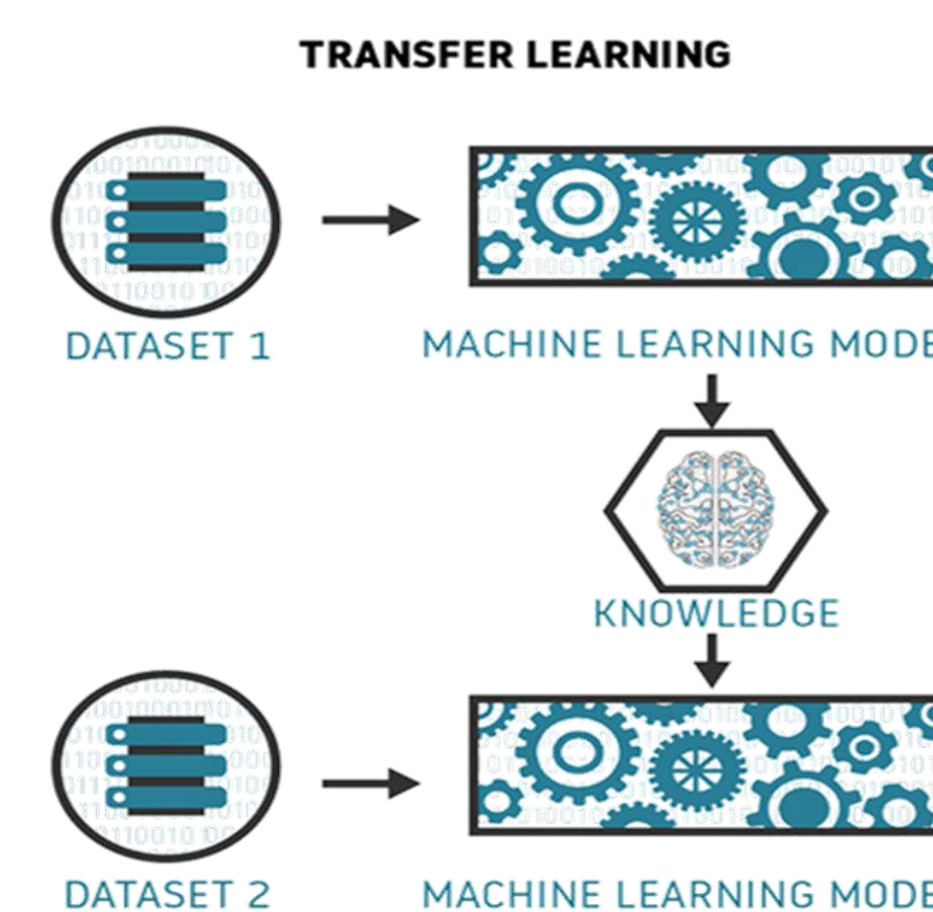 TRANSFER LEARNING
DATASET 1
MACHINE LEARNING MODE
KNOWLEDGE
DATASET 2
MACHINE LEARNING MODE